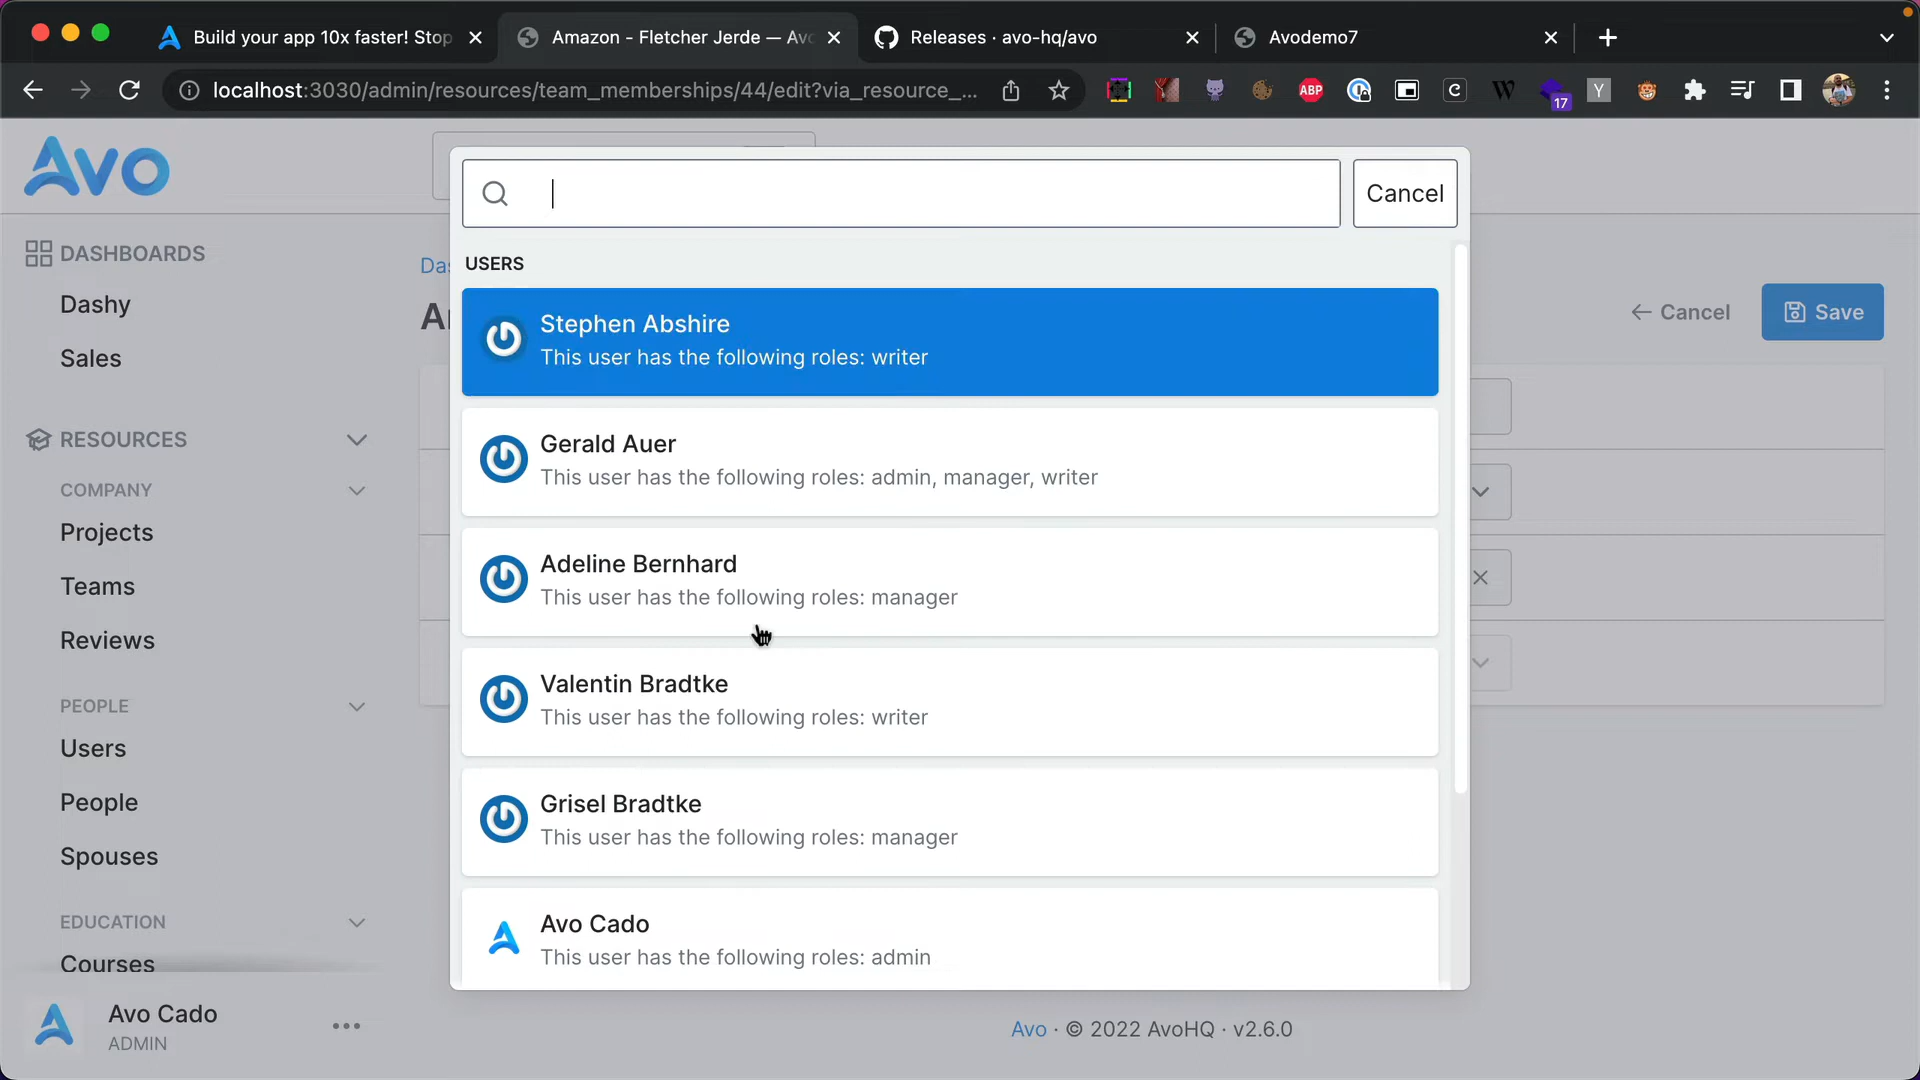 Build your app 10x faster! Stop
Amazon - Fletcher Jerde — Avo
Releases · avo-hq/avo
Avodemo7
localhost:3030/admin/resources/team_memberships/44/edit?via_resource_...
ABP
C
W
17
Y
Avo
Cancel
DASHBOARDS
Dashy
Sales
RESOURCES
COMPANY
Projects
Teams
Reviews
PEOPLE
Users
People
Spouses
EDUCATION
Courses
Avo Cado
ADMIN
USERS
Stephen Abshire
This user has the following roles: writer
Gerald Auer
This user has the following roles: admin, manager, writer
Adeline Bernhard
This user has the following roles: manager
Valentin Bradtke
This user has the following roles: writer
Grisel Bradtke
This user has the following roles: manager
Avo Cado
This user has the following roles: admin
Cancel
Save
Avo · © 2022 AvoHQ · v2.6.0